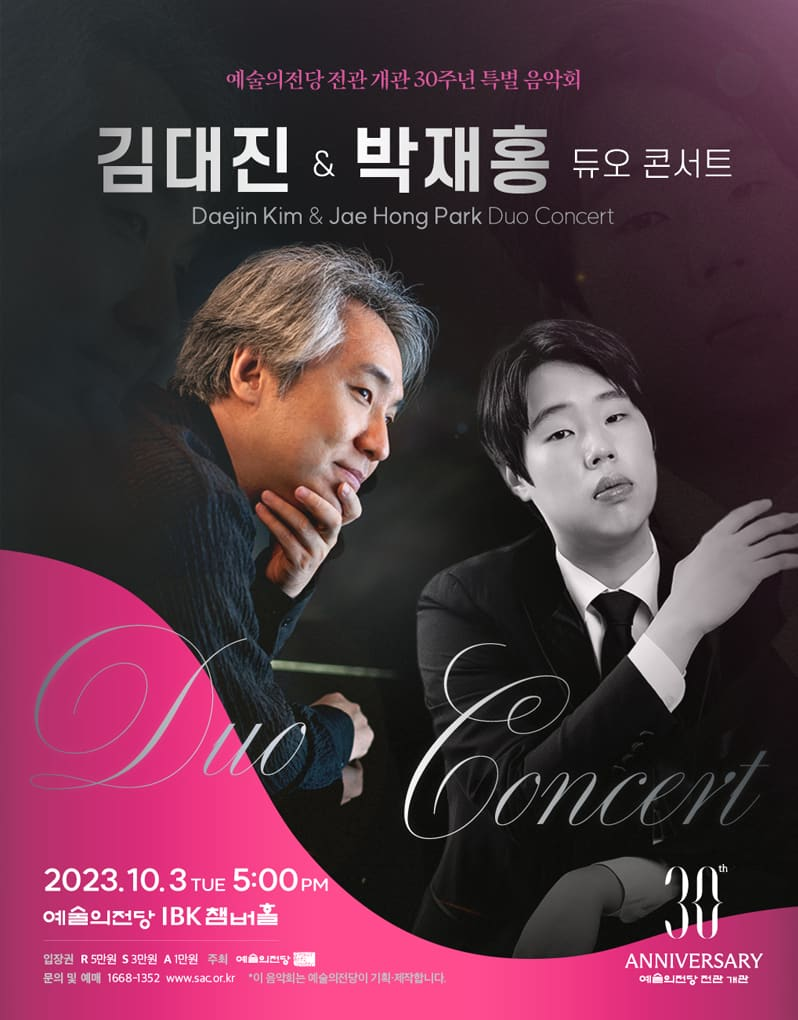 예술의전당 전관 개관 30주년 특별 음악회
김대진 & 박재홍 듀오 콘서트
Daejin Kim & Jae Hong Park Duo Concert
Duo
Concert
2023.10.3 TUE 5:00 PM
예술의전당 IBK챔버홀
입장권 R 5만원 S 3만원 A 1만원 주최 예술의전당
문의 및 예매 1668-1352 www.sac.or.kr *이 음악회는 예술의전당이 기획·제작합니다.
30th
ANNIVERSARY
예술의전당 전관 개관